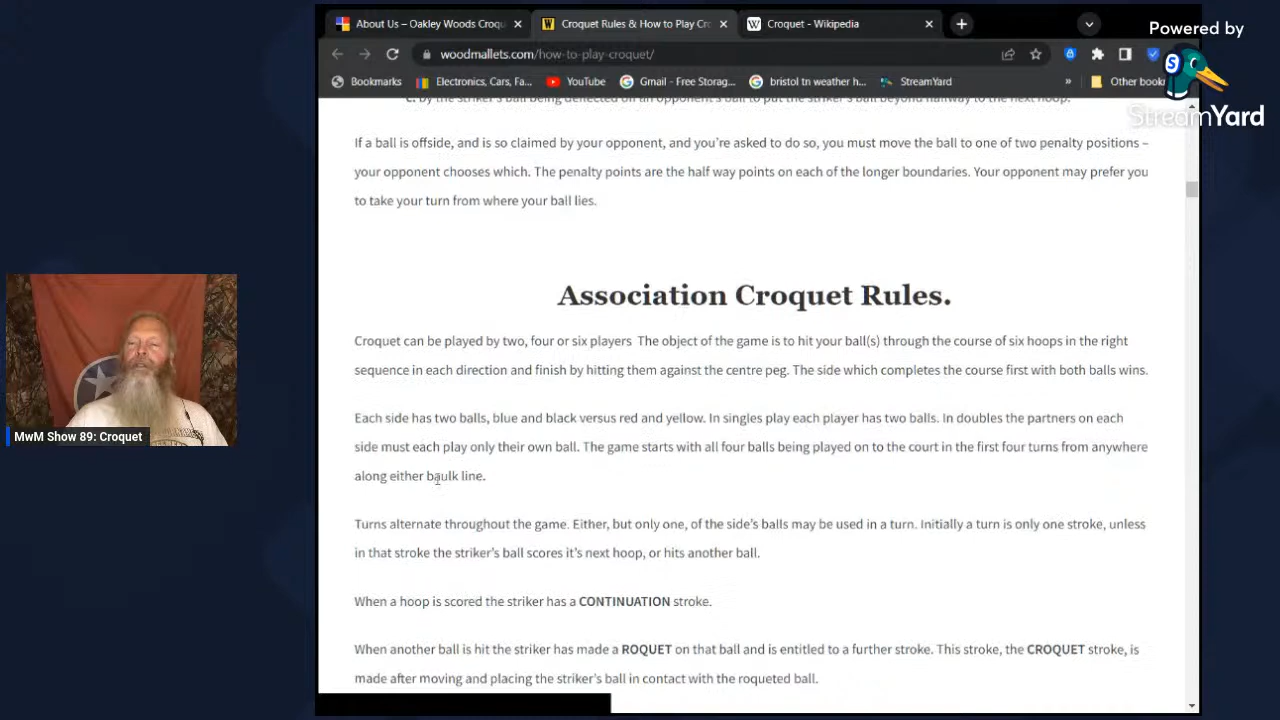 About Us – Oakley Woods Croqu
Croquet Rules & How to Play Cr
Croquet - Wikipedia
Powered by
StreamYard
woodmallets.com/how-to-play-croquet/
Bookmarks
Electronics, Cars, Fa...
YouTube
Gmail - Free Storag...
bristol tn weather h...
StreamYard
»
Other book
c. by the striker's ball being deflected on an opponent's ball to put the striker's ball beyond halfway to the next hoop.
If a ball is offside, and is so claimed by your opponent, and you're asked to do so, you must move the ball to one of two penalty positions –
your opponent chooses which. The penalty points are the half way points on each of the longer boundaries. Your opponent may prefer you
to take your turn from where your ball lies.
Association Croquet Rules.
Croquet can be played by two, four or six players The object of the game is to hit your ball(s) through the course of six hoops in the right
sequence in each direction and finish by hitting them against the centre peg. The side which completes the course first with both balls wins.
Each side has two balls, blue and black versus red and yellow. In singles play each player has two balls. In doubles the partners on each
side must each play only their own ball. The game starts with all four balls being played on to the court in the first four turns from anywhere
along either baulk line.
Turns alternate throughout the game. Either, but only one, of the side's balls may be used in a turn. Initially a turn is only one stroke, unless
in that stroke the striker's ball scores it's next hoop, or hits another ball.
When a hoop is scored the striker has a CONTINUATION stroke.
When another ball is hit the striker has made a ROQUET on that ball and is entitled to a further stroke. This stroke, the CROQUET stroke, is
made after moving and placing the striker's ball in contact with the roqueted ball.
MwM Show 89: Croquet